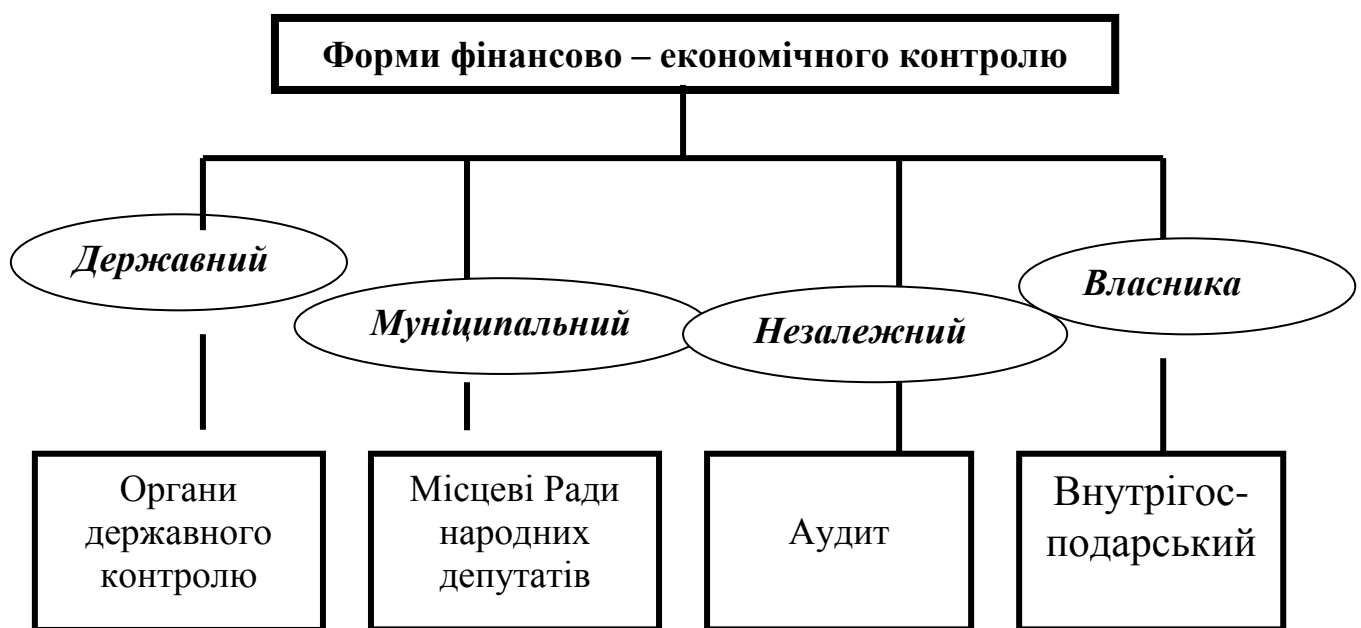 Форми фінансово – економічного контролю
Державний
Муніципальний
Незалежний
Власника
Органи
державного
контролю
Місцеві Ради
народних
депутатів
Аудит
Внутрігос-
подарський